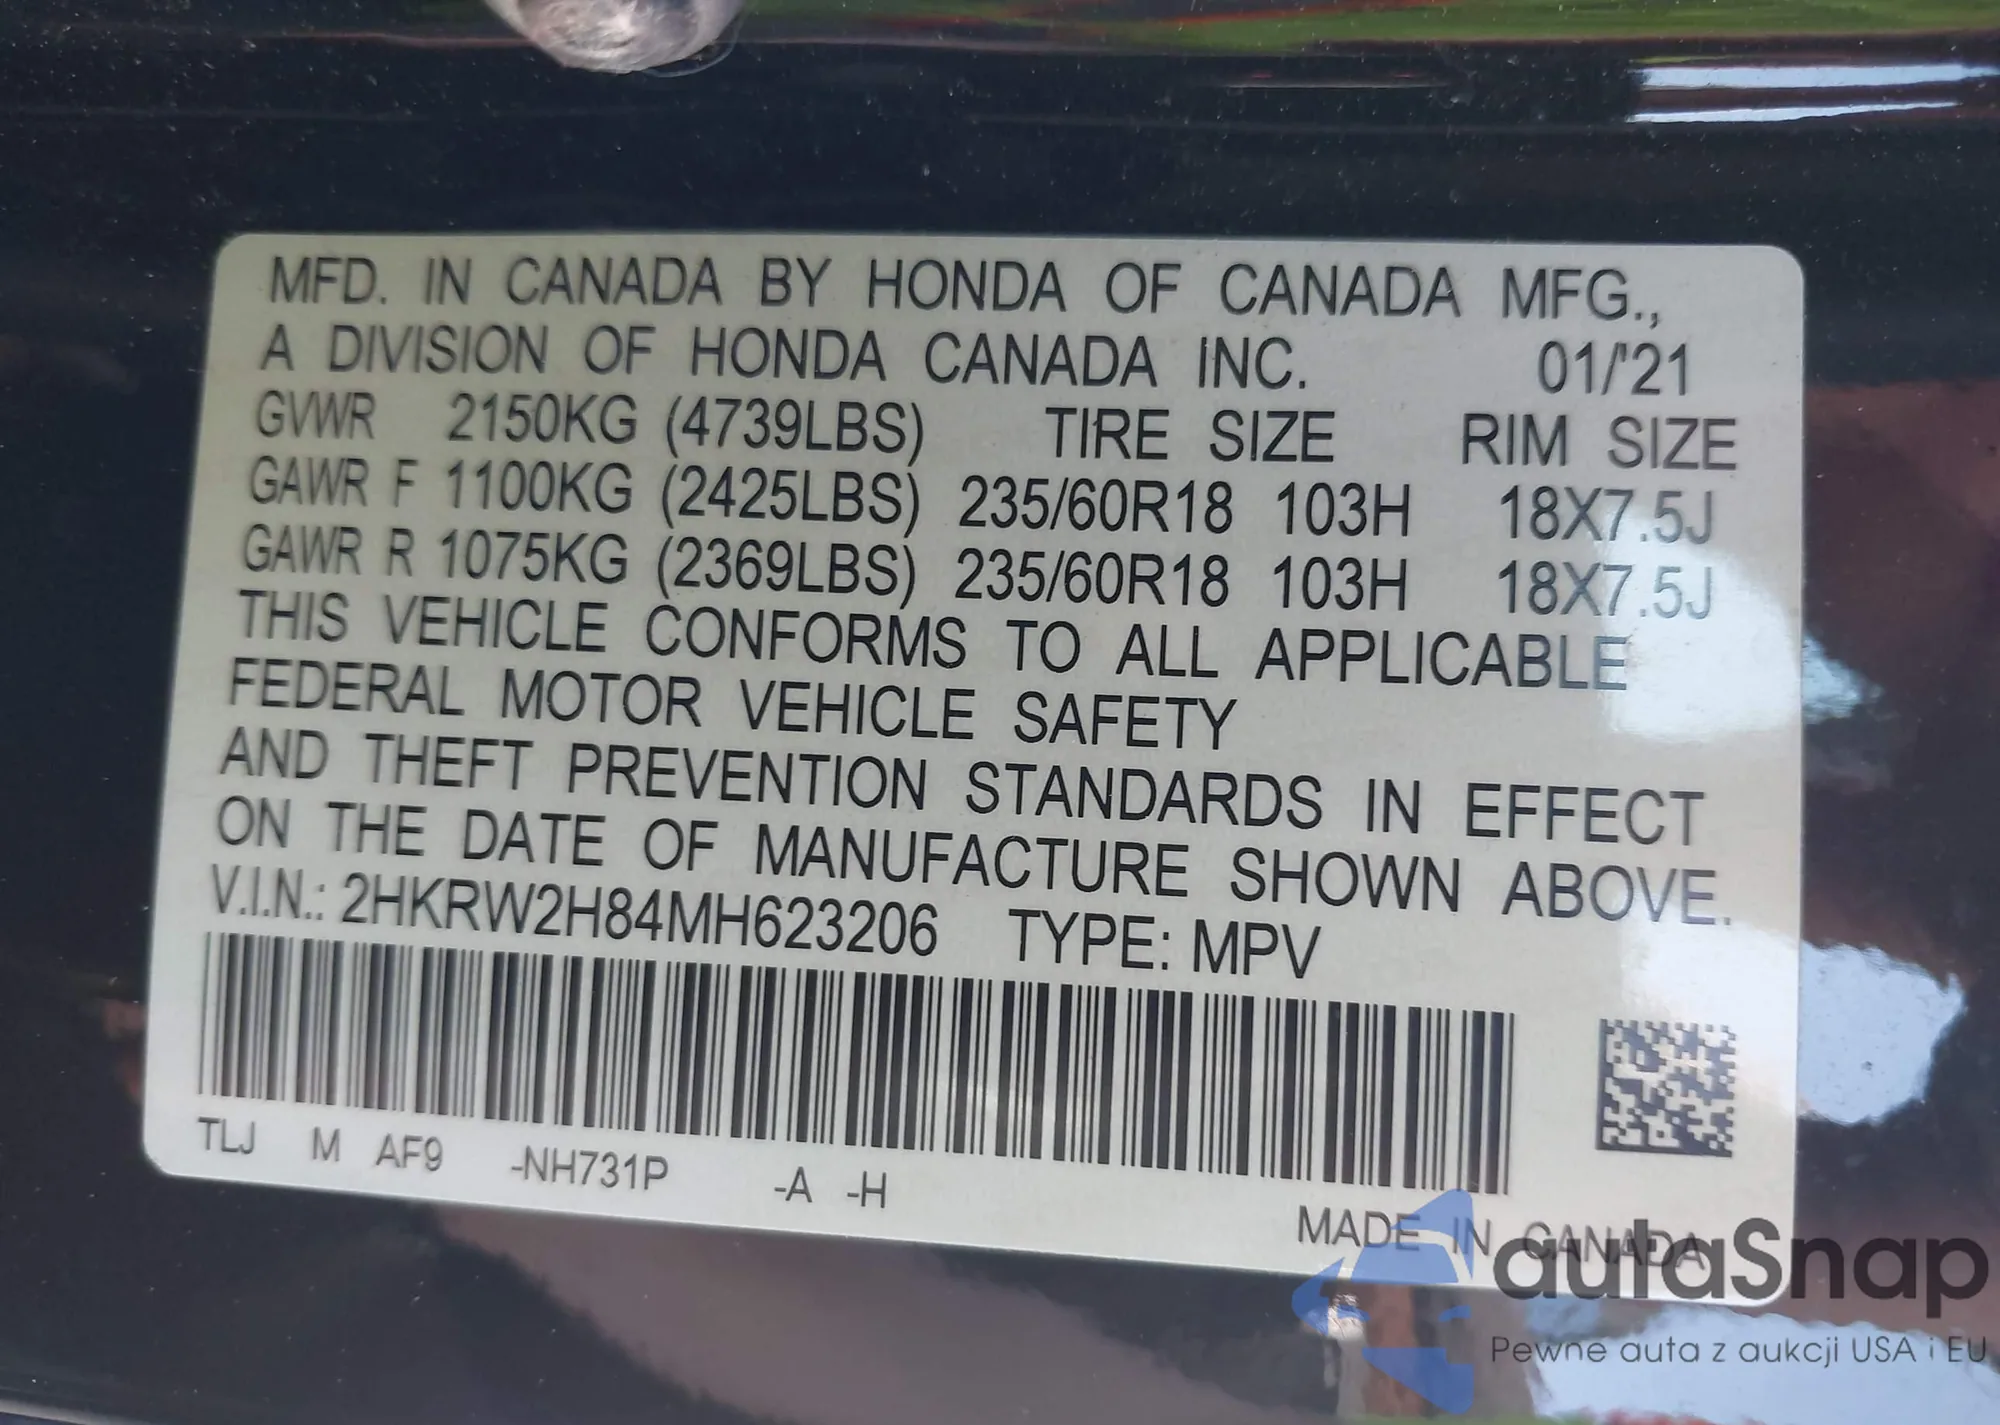 MFD. IN CANADA BY HONDA OF CANADA MFG.,
A DIVISION OF HONDA CANADA INC. 01/'21
GVWR 2150KG (4739LBS) TIRE SIZE RIM SIZE
GAWR F 1100KG (2425LBS) 235/60R18 103H 18X7.5J
GAWR R 1075KG (2369LBS) 235/60R18 103H 18X7.5J
THIS VEHICLE CONFORMS TO ALL APPLICABLE
FEDERAL MOTOR VEHICLE SAFETY
AND THEFT PREVENTION STANDARDS IN EFFECT
ON THE DATE OF MANUFACTURE SHOWN ABOVE.
V.I.N.: 2HKRW2H84MH623206 TYPE: MPV
TLJ M AF9 -NH731P -A -H
MADE IN CANADA
autaSnap
Pewne auta z aukcji USA i EU